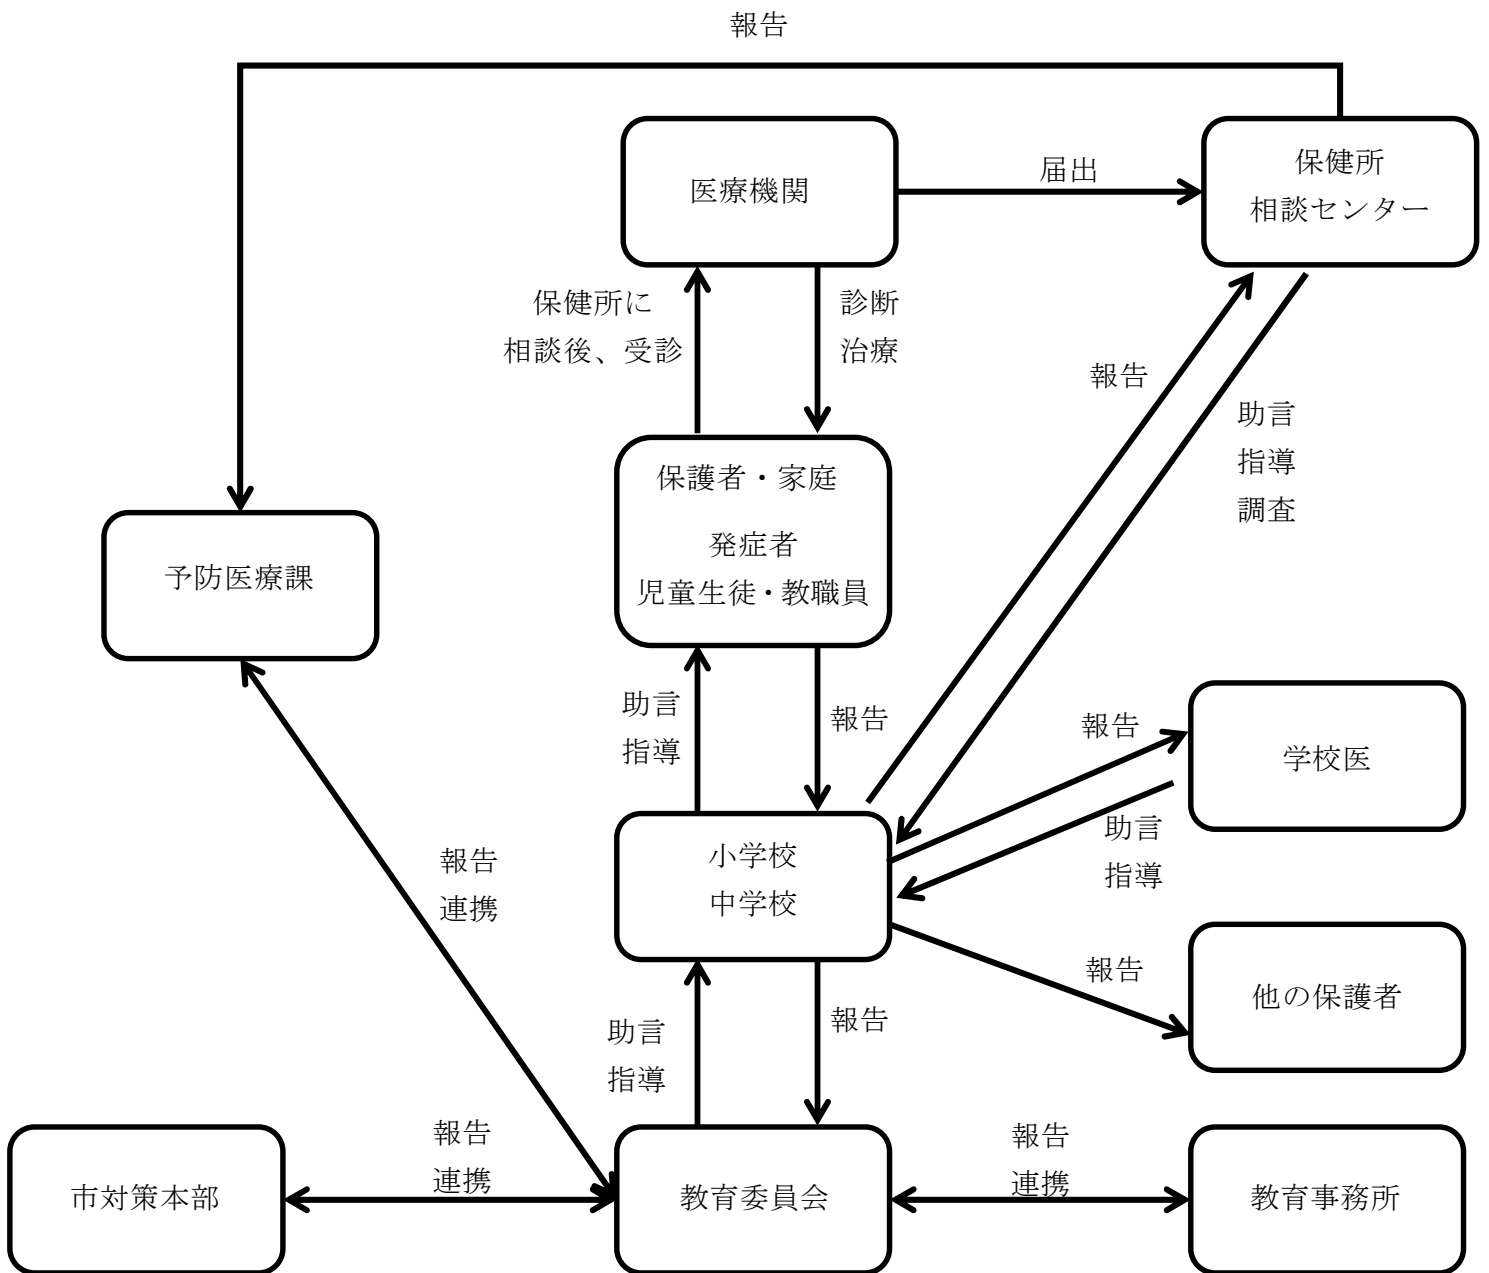 報告
医療機関
届出
保健所
相談センター
保健所に
相談後、受診
診断
治療
報告
助言
指導
調査
保護者・家庭
発症者
児童生徒・教職員
予防医療課
助言
指導
報告
報告
学校医
助言
指導
小学校
中学校
報告
連携
報告
他の保護者
助言
指導
報告
市対策本部
報告
連携
教育委員会
報告
連携
教育事務所